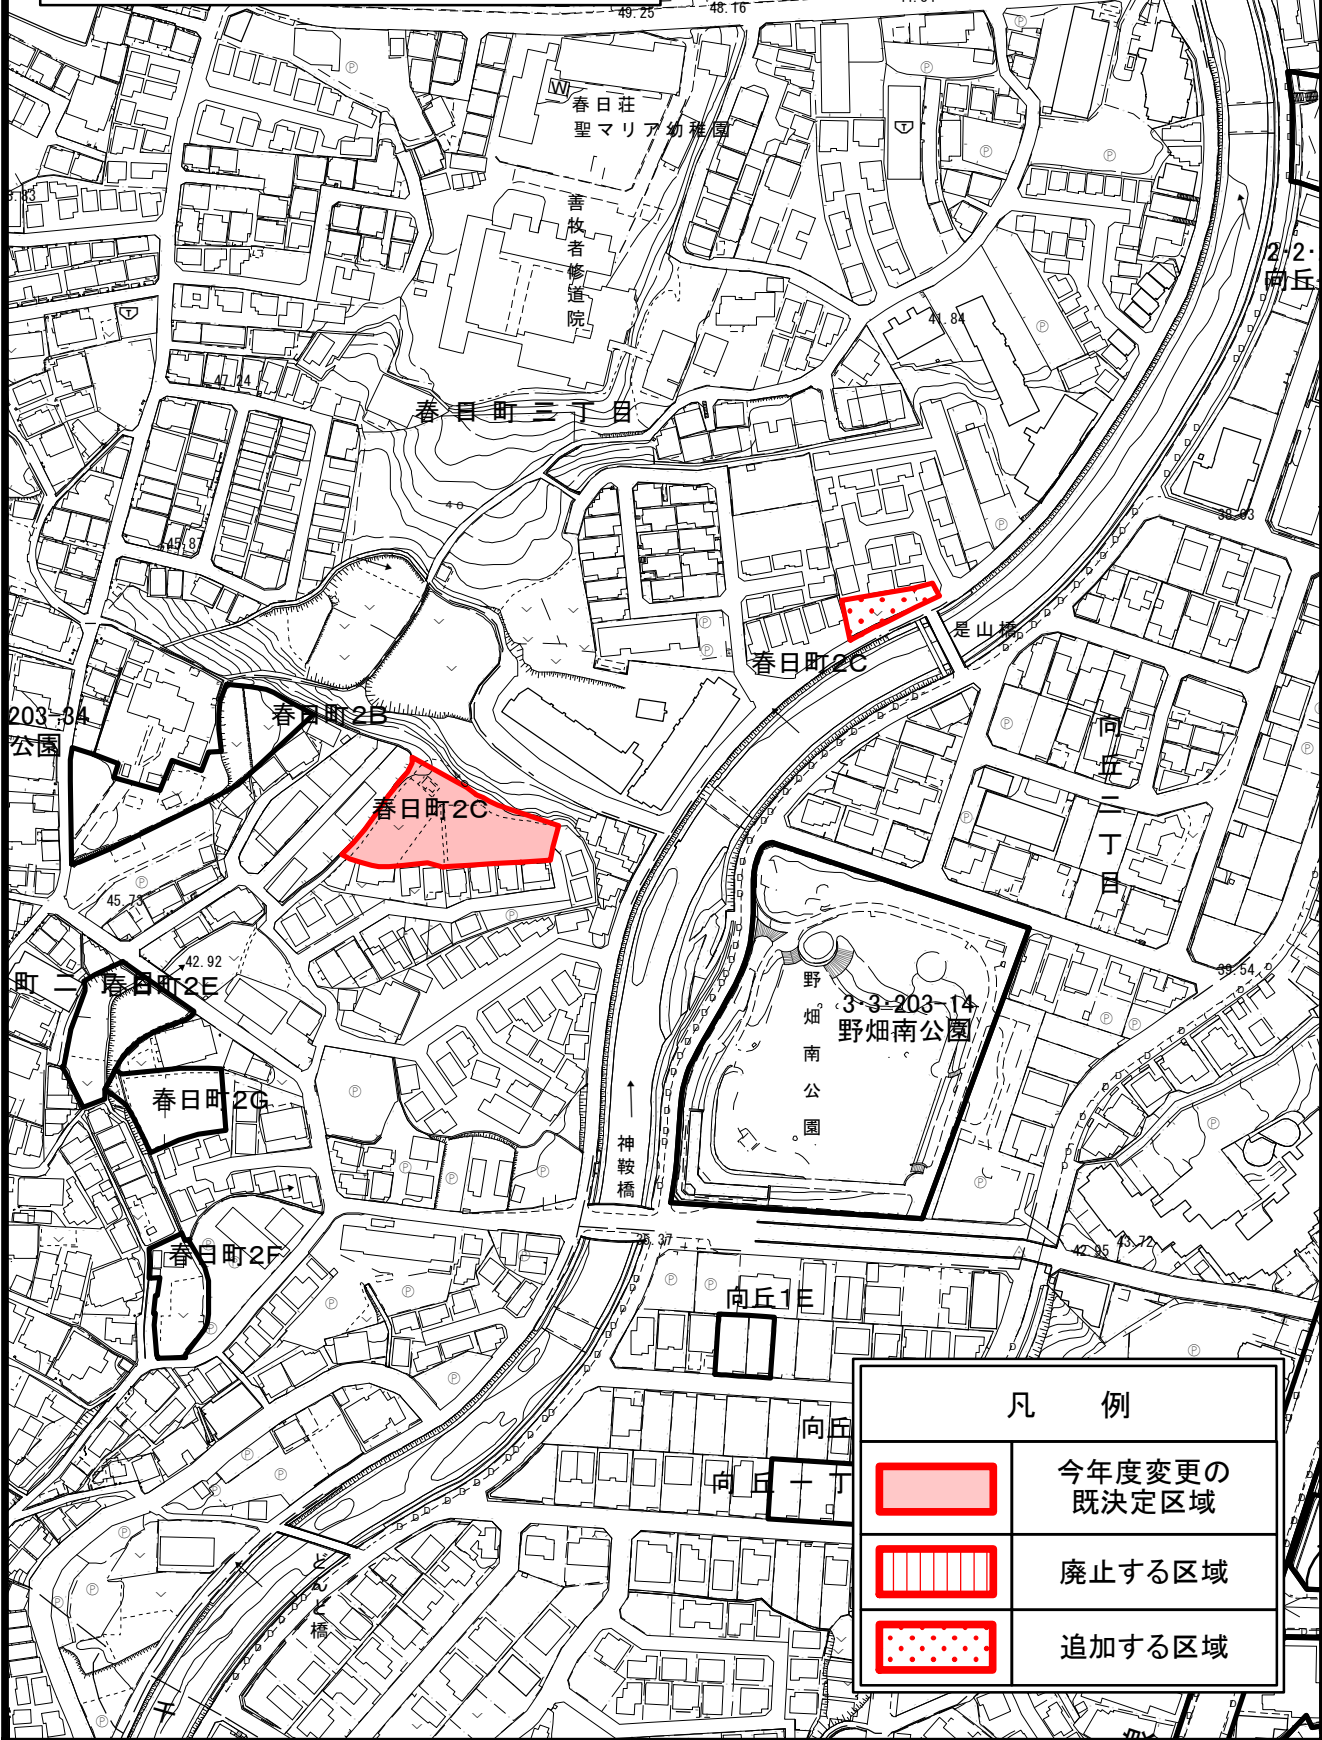 49.25
48.16
春日荘
聖マリア幼稚園
善牧者修道院
2・2・
向丘
41.84
47.24
春日町三丁目
40
38.03
45.87
是山橋
春日町2C
203-34
公園
春日町2B
向丘二丁目
春日町2C
45.73
42.92
町二
春日町2E
39.54
野畑南公園
3・3・203-14
野畑南公園
春日町2G
神鞍橋
春日町2F
36.37
42.95
43.72
向丘1E
向丘
向丘一丁
どんど橋
凡 例
今年度変更の
既決定区域
廃止する区域
追加する区域